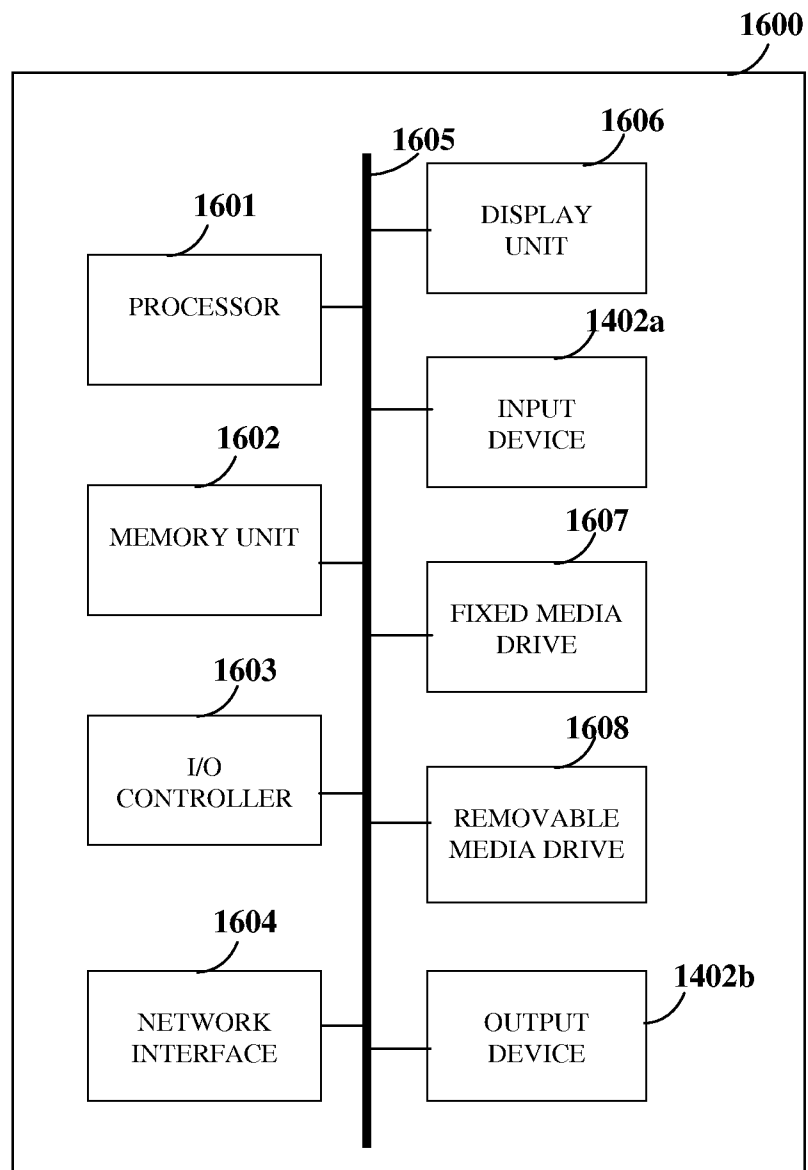 1600
1605
1606
DISPLAY
UNIT
1601
PROCESSOR
1402a
INPUT
DEVICE
1602
MEMORY UNIT
1607
FIXED MEDIA
DRIVE
1603
I/O
CONTROLLER
1608
REMOVABLE
MEDIA DRIVE
1604
NETWORK
INTERFACE
1402b
OUTPUT
DEVICE